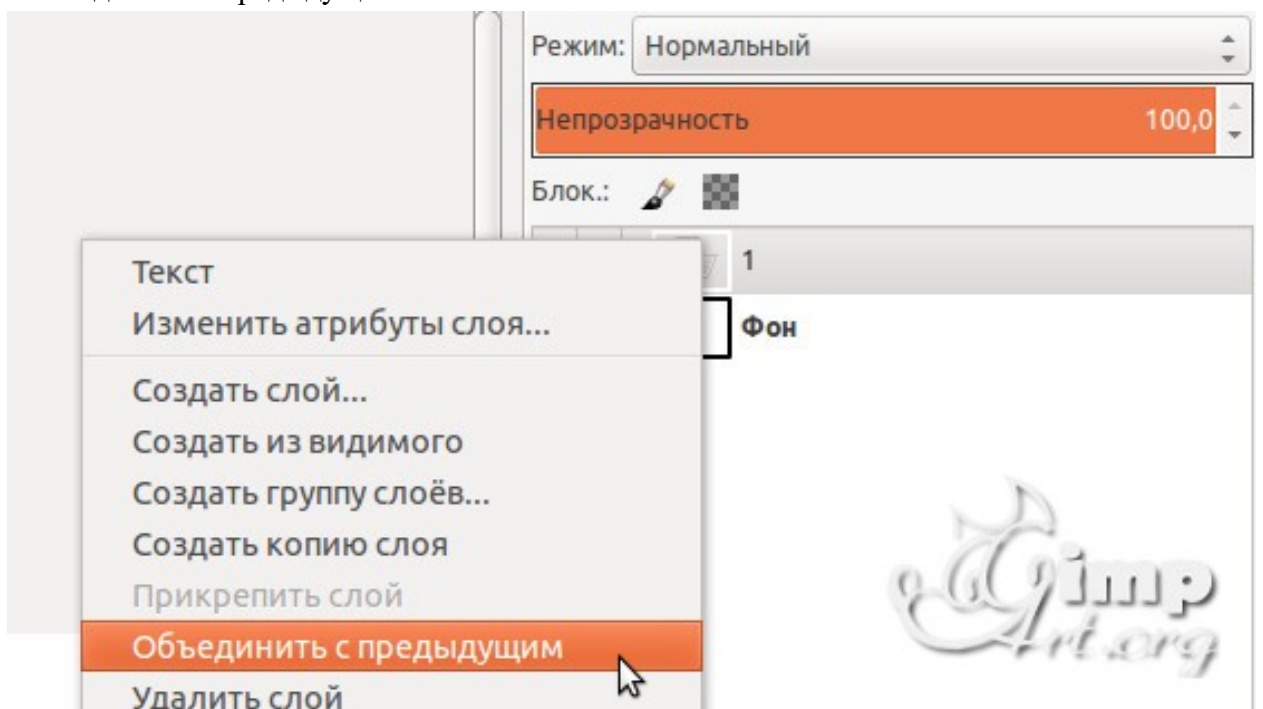 Режим: Нормальный
Непрозрачность 100,0
Блок.:
1
Фон
Текст
Изменить атрибуты слоя...
Создать слой...
Создать из видимого
Создать группу слоёв...
Создать копию слоя
Прикрепить слой
Объединить с предыдущим
Удалить слой
Gimp
Art.org